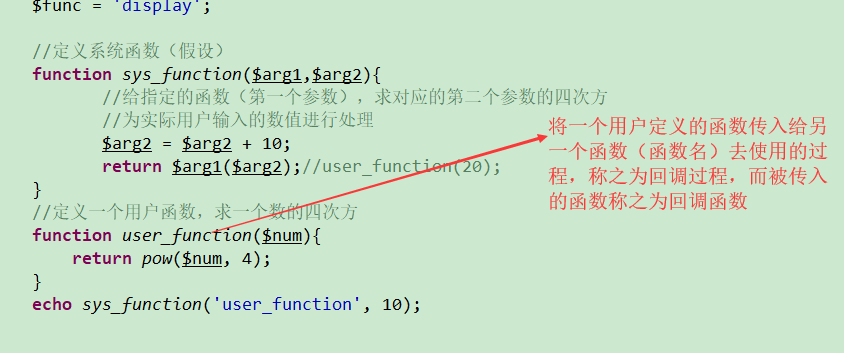 $func = 'display';
//定义系统函数（假设）
function sys_function($arg1,$arg2){
//给指定的函数（第一个参数），求对应的第二个参数的四次方
//为实际用户输入的数值进行处理
$arg2 = $arg2 + 10;
return $arg1($arg2);//user_function(20);
}
//定义一个用户函数，求一个数的四次方
function user_function($num){
return pow($num, 4);
}
echo sys_function('user_function', 10);
将一个用户定义的函数传入给另
一个函数（函数名）去使用的过
程，称之为回调过程，而被传入
的函数称之为回调函数